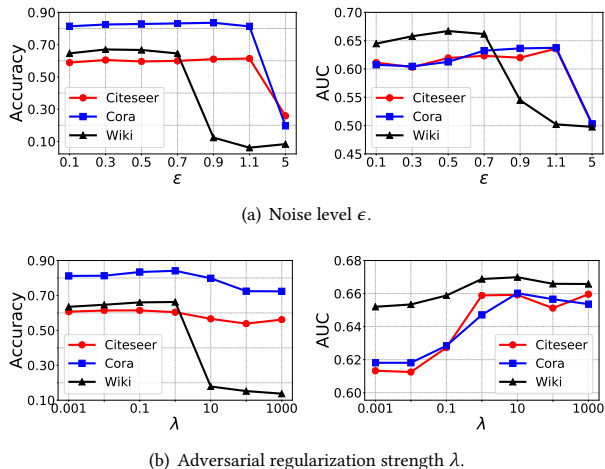 0.90
0.70
0.50
0.30
0.10
Accuracy
Citeseer
Cora
Wiki
0.1 0.3 0.5 0.7 0.9 1.1 5
ε
0.70
0.65
0.60
0.55
0.50
0.45
AUC
Citeseer
Cora
Wiki
0.1 0.3 0.5 0.7 0.9 1.1 5
ε
(a) Noise level ϵ.
0.90
0.70
0.50
0.30
0.10
Accuracy
Citeseer
Cora
Wiki
0.001 0.1 10 1000
λ
0.68
0.66
0.64
0.62
0.60
AUC
Citeseer
Cora
Wiki
0.001 0.1 10 1000
λ
(b) Adversarial regularization strength λ.